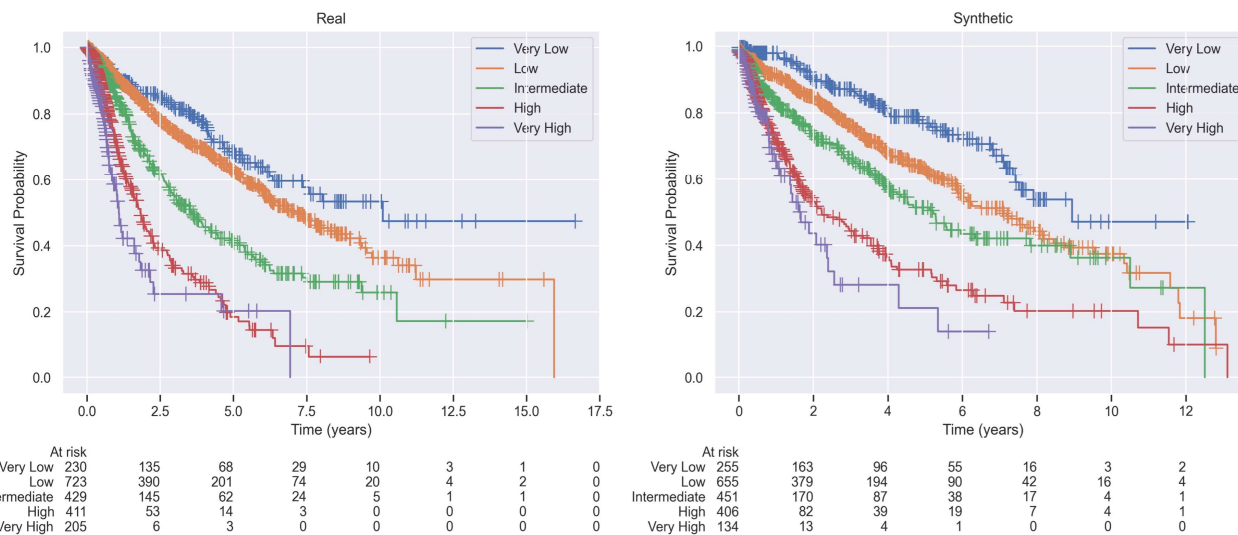 Real
Very Low
Low
Intermediate
High
Very High
Survival Probability
1.0
0.8
0.6
0.4
0.2
0.0
0.0 2.5 5.0 7.5 10.0 12.5 15.0 17.5
Time (years)
At risk
Very Low 230 135 68 29 10 3 1 0
Low 723 390 201 74 20 4 2 0
ermediate 429 145 62 24 5 1 1 0
High 411 53 14 3 0 0 0 0
Very High 205 6 3 0 0 0 0 0
Synthetic
Very Low
Low
Intermediate
High
Very High
Survival Probability
1.0
0.8
0.6
0.4
0.2
0.0
0 2 4 6 8 10 12
Time (years)
At risk
Very Low 255 163 96 55 16 3 2
Low 655 379 194 90 42 16 4
Intermediate 451 170 87 38 17 4 1
High 406 82 39 19 7 4 1
Very High 134 13 4 1 0 0 0